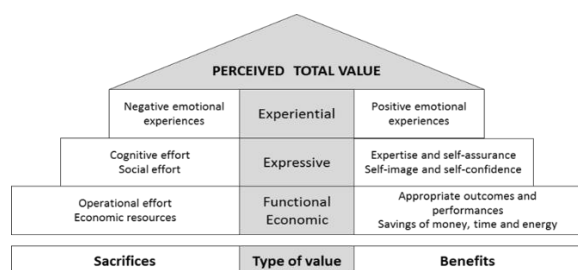 PERCEIVED TOTAL VALUE
Negative emotional
experiences
Experiential
Positive emotional
experiences
Cognitive effort
Social effort
Expressive
Expertise and self-assurance
Self-image and self-confidence
Operational effort
Economic resources
Functional
Economic
Appropriate outcomes and
performances
Savings of money, time and energy
Sacrifices
Type of value
Benefits